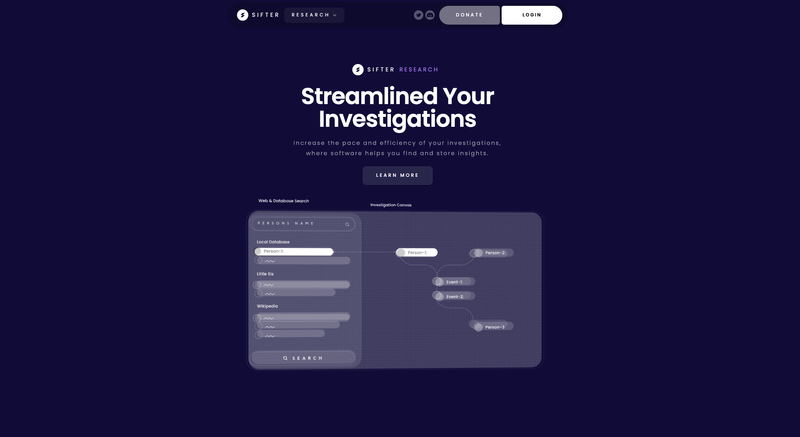 SIFTER
RESEARCH
DONATE
LOGIN
SIFTER RESEARCH
Streamlined Your
Investigations
Increase the pace and efficiency of your investigations,
where software helps you find and store insights.
LEARN MORE
Web & Database Search
Investigation Canvas
PERSONS NAME
Local Database
Person-1
Person-2
Event-1
Little Sis
Event-2
Wikipedia
Person-3
SEARCH